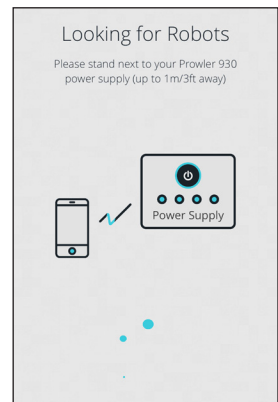 Looking for Robots
Please stand next to your Prowler 930
power supply (up to 1m/3ft away)
Power Supply